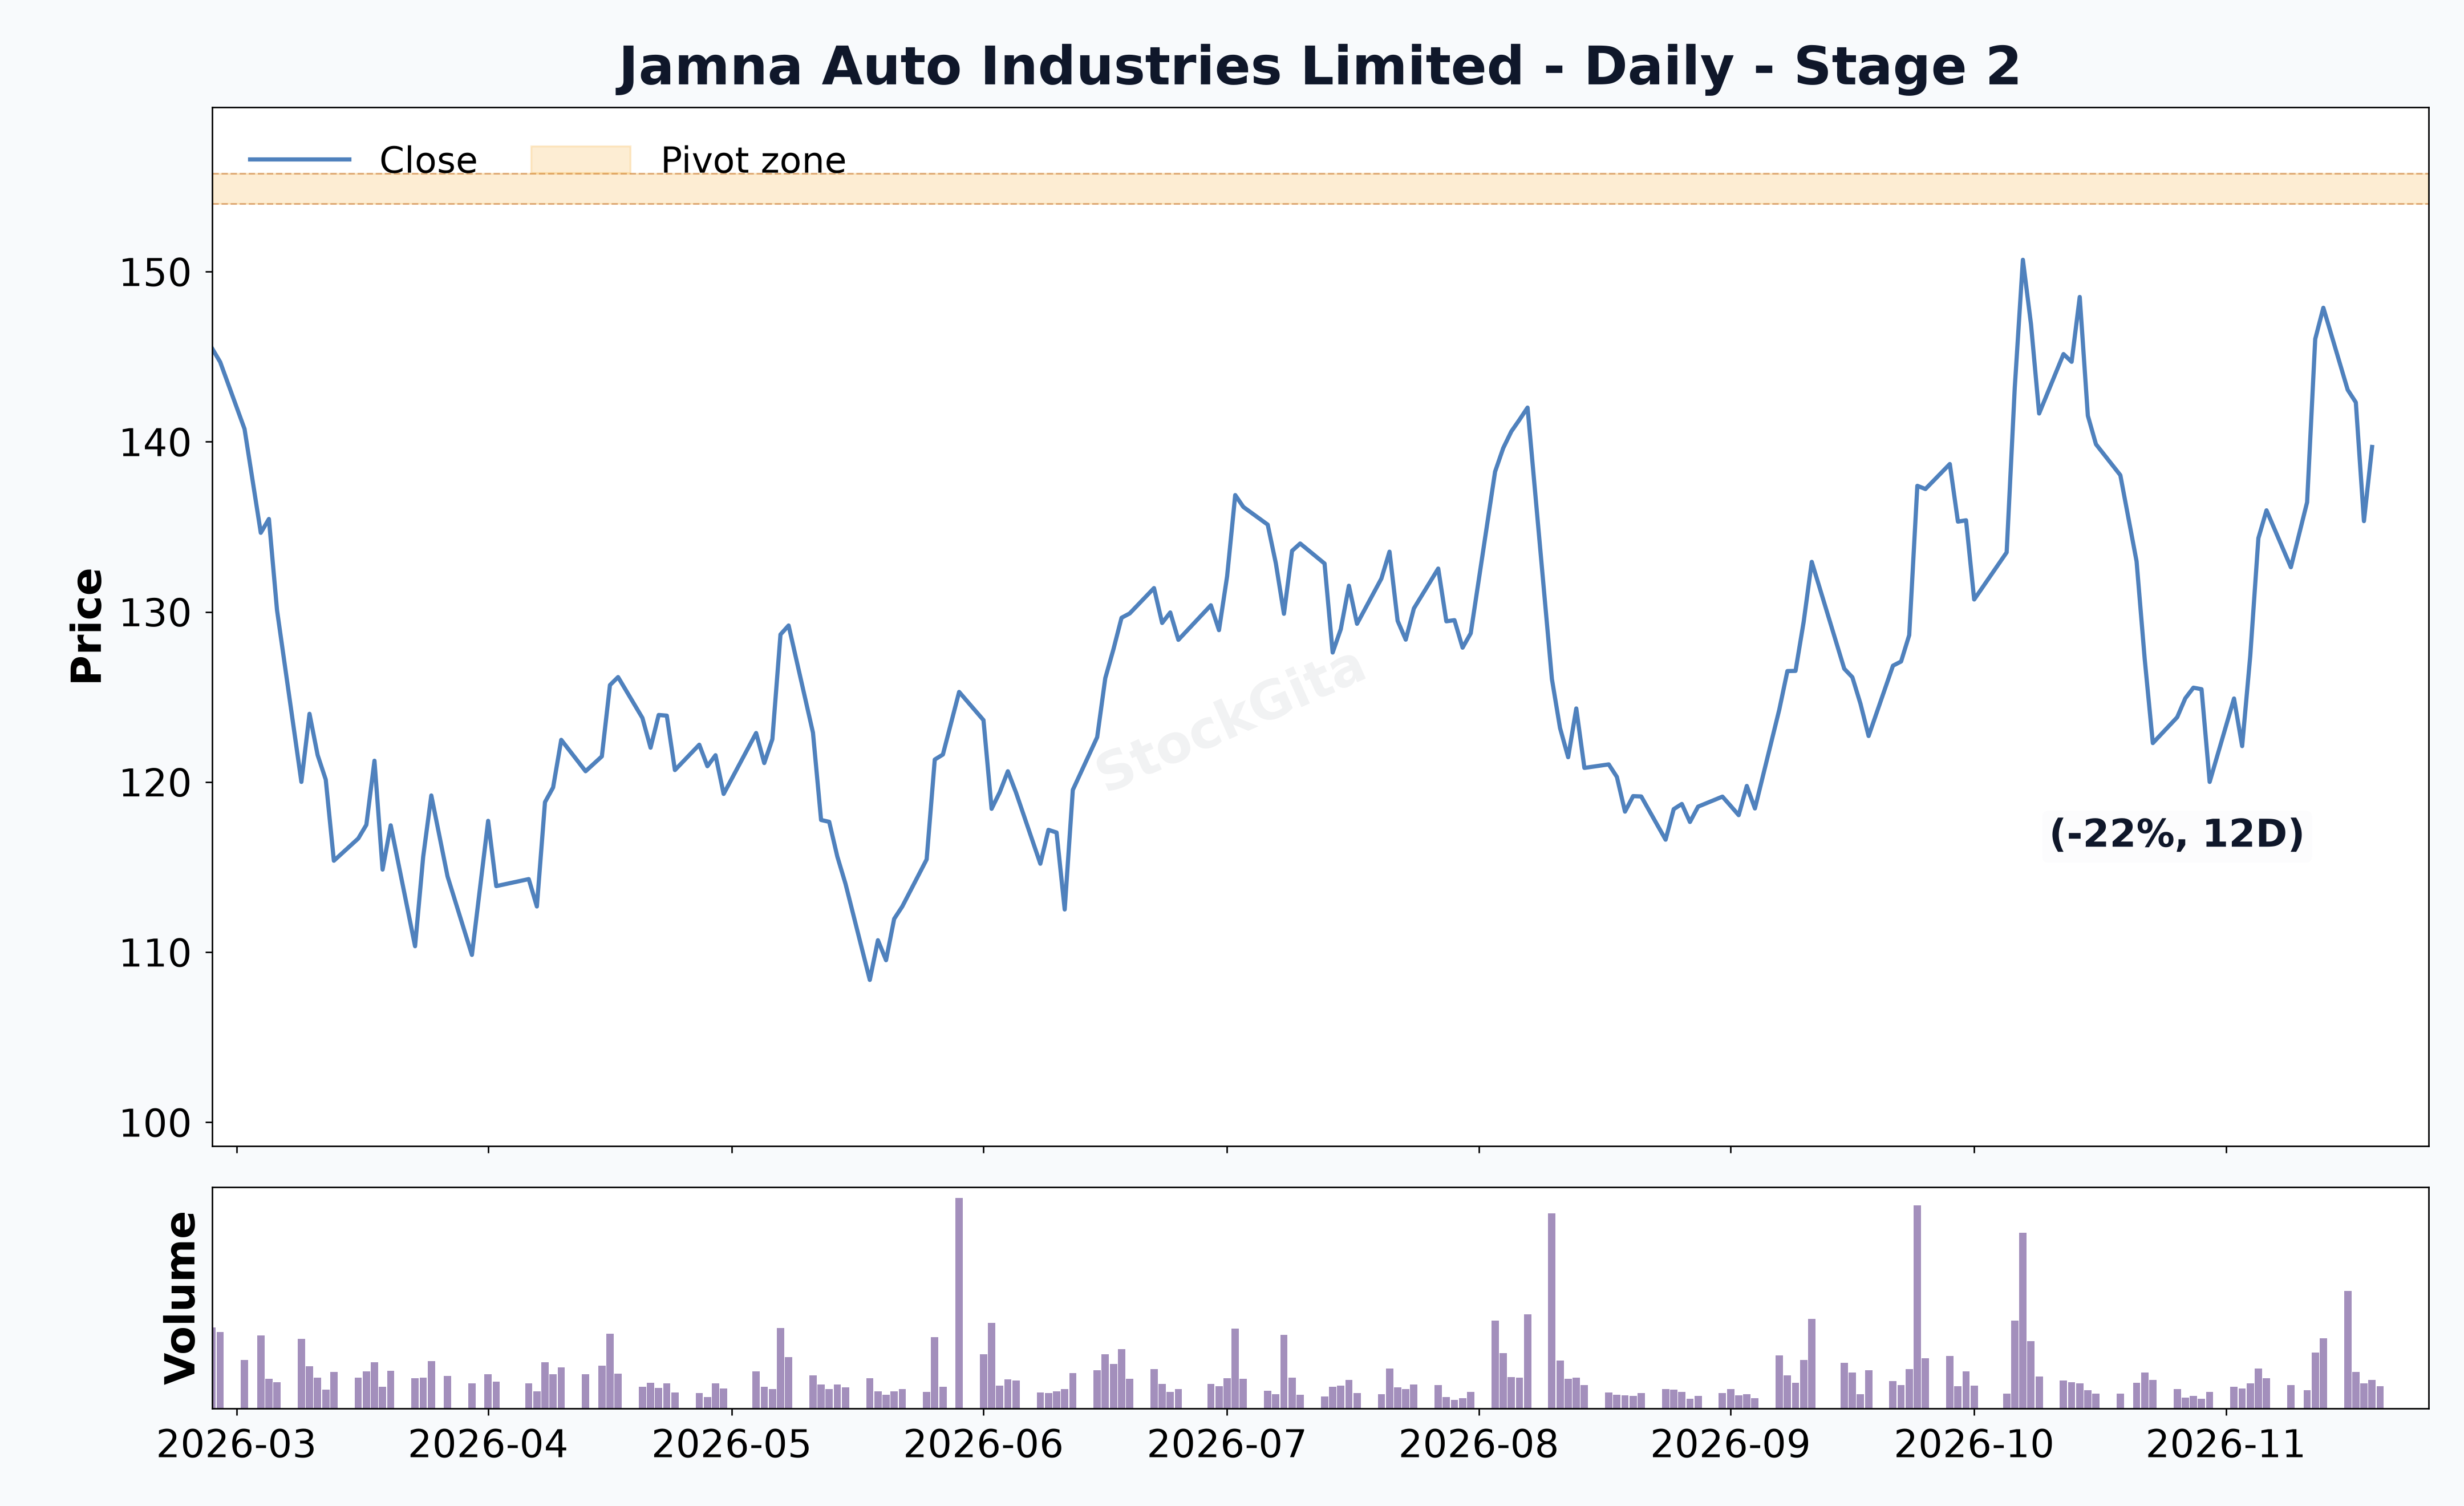 Jamna Auto Industries Limited - Daily - Stage 2
Close
Pivot zone
Price
150
140
130
120
110
100
StockGita
(-22%, 12D)
Volume
2026-03
2026-04
2026-05
2026-06
2026-07
2026-08
2026-09
2026-10
2026-11